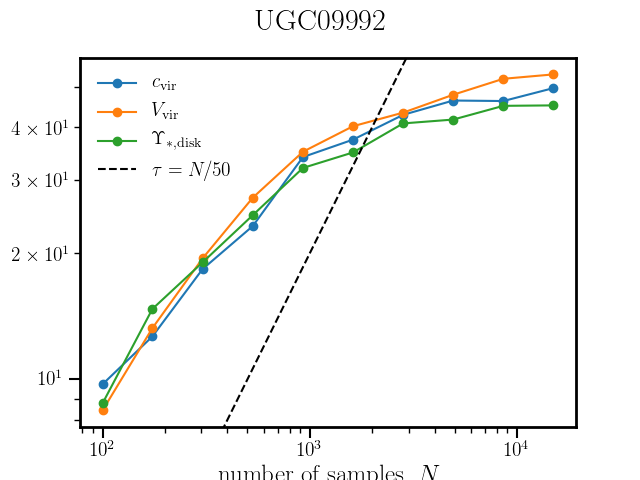 UGC09992
c_vir
V_vir
Υ_*,disk
τ = N/50
4 × 10¹
3 × 10¹
2 × 10¹
10¹
10² 10³ 10⁴
number of samples, N